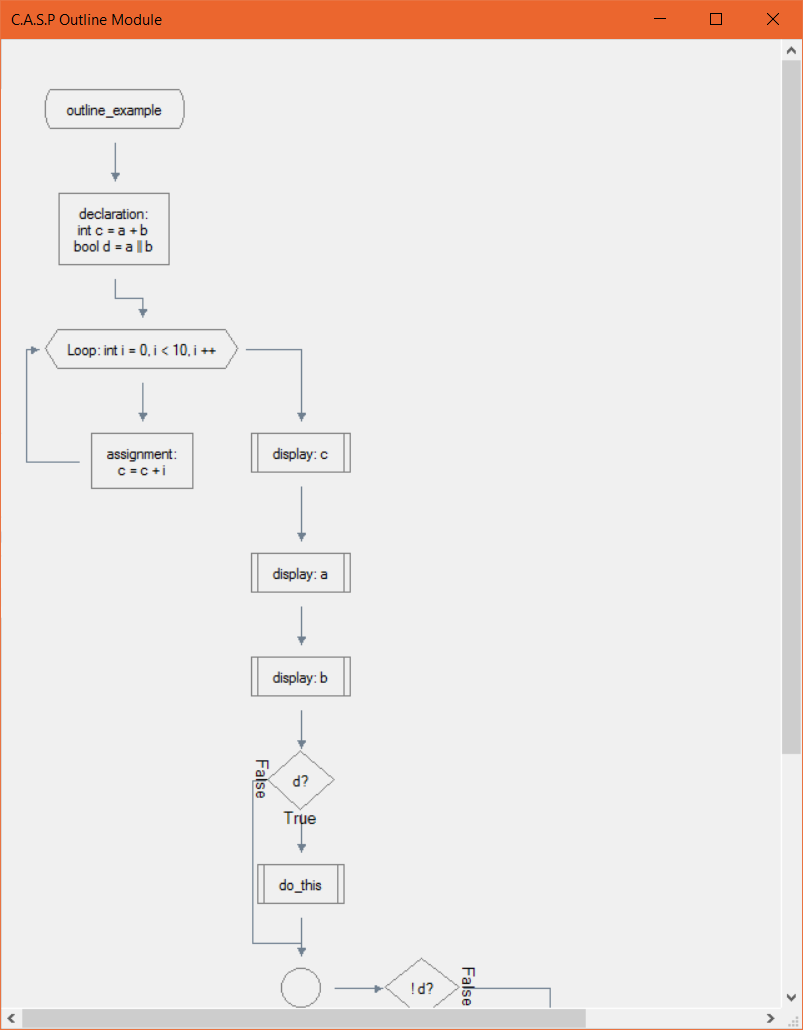 C.A.S.P Outline Module
outline_example
declaration:
int c = a + b
bool d = a || b
Loop: int i = 0, i < 10, i ++
assignment:
c = c + i
display: c
display: a
display: b
d?
False
True
do_this
! d?
False